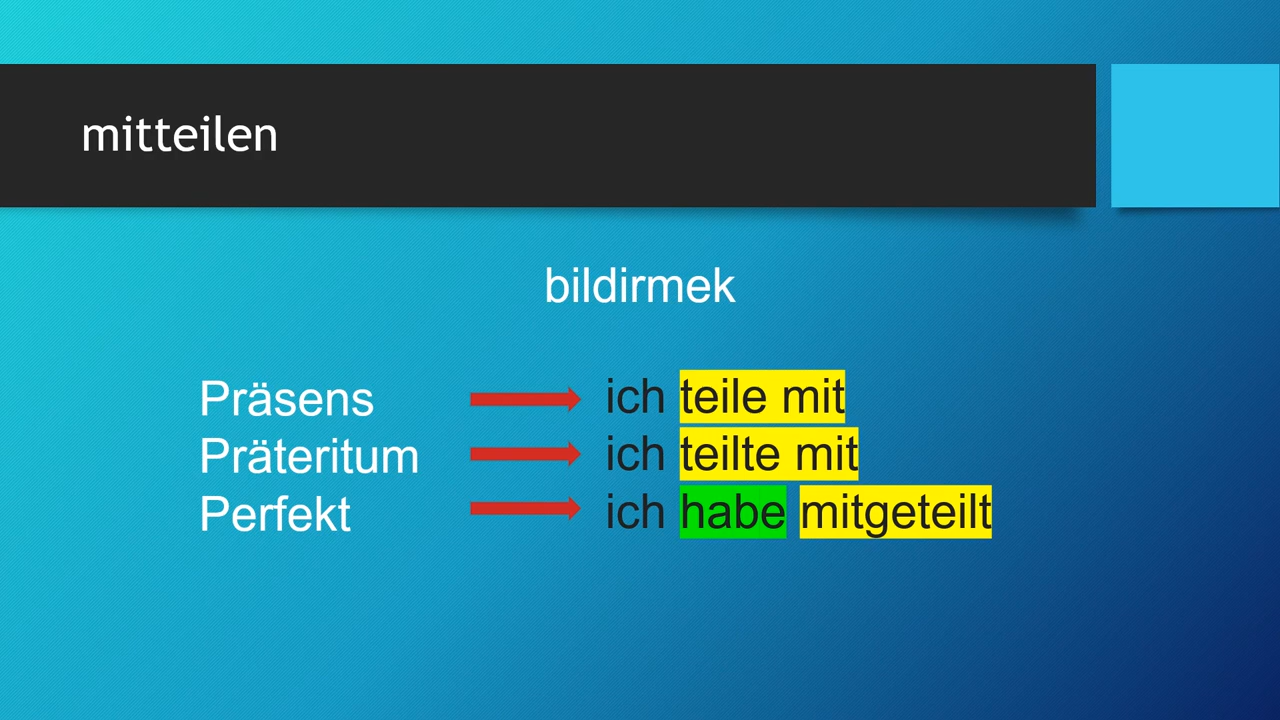 mitteilen
bildirmek
Präsens ich teile mit
Präteritum ich teilte mit
Perfekt ich habe mitgeteilt